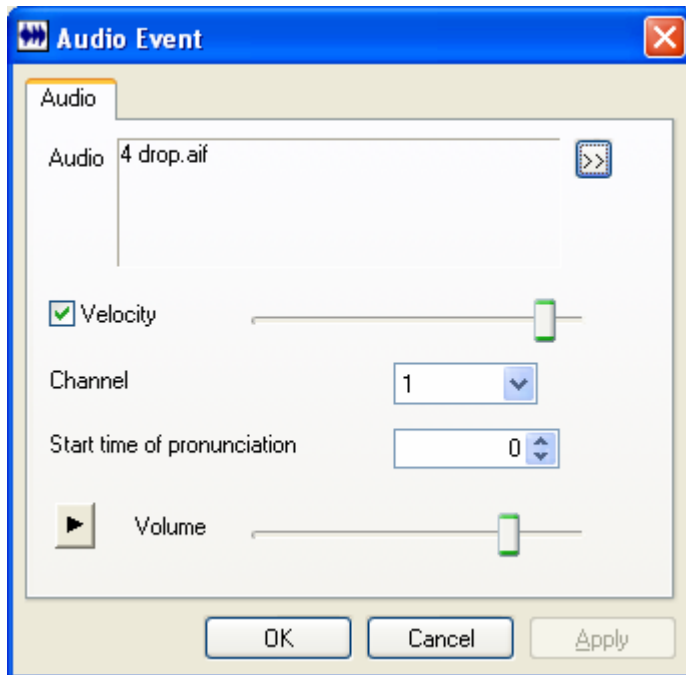 Audio Event
Audio
Audio 4 drop.aif >>
Velocity
Channel 1
Start time of pronunciation 0
Volume
OK Cancel Apply